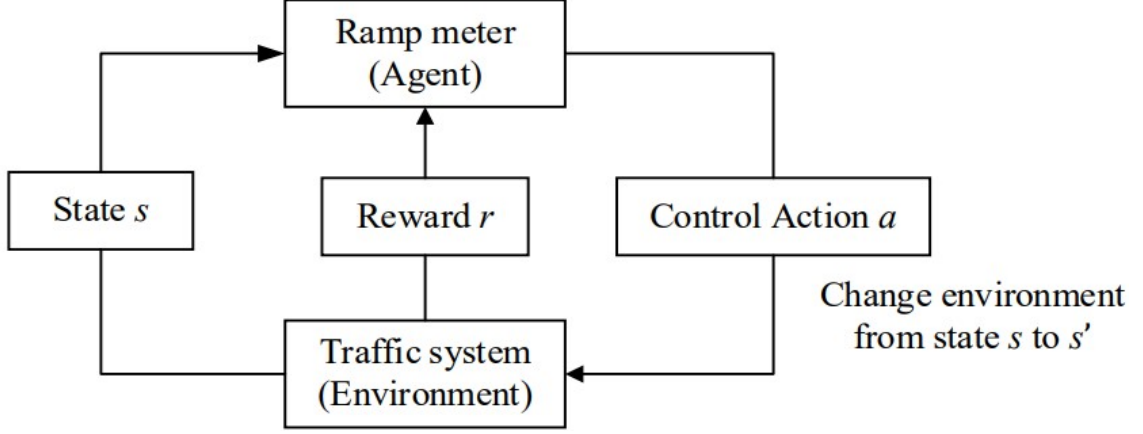 Ramp meter
(Agent)
State s
Reward r
Control Action a
Change environment
from state s to s’
Traffic system
(Environment)